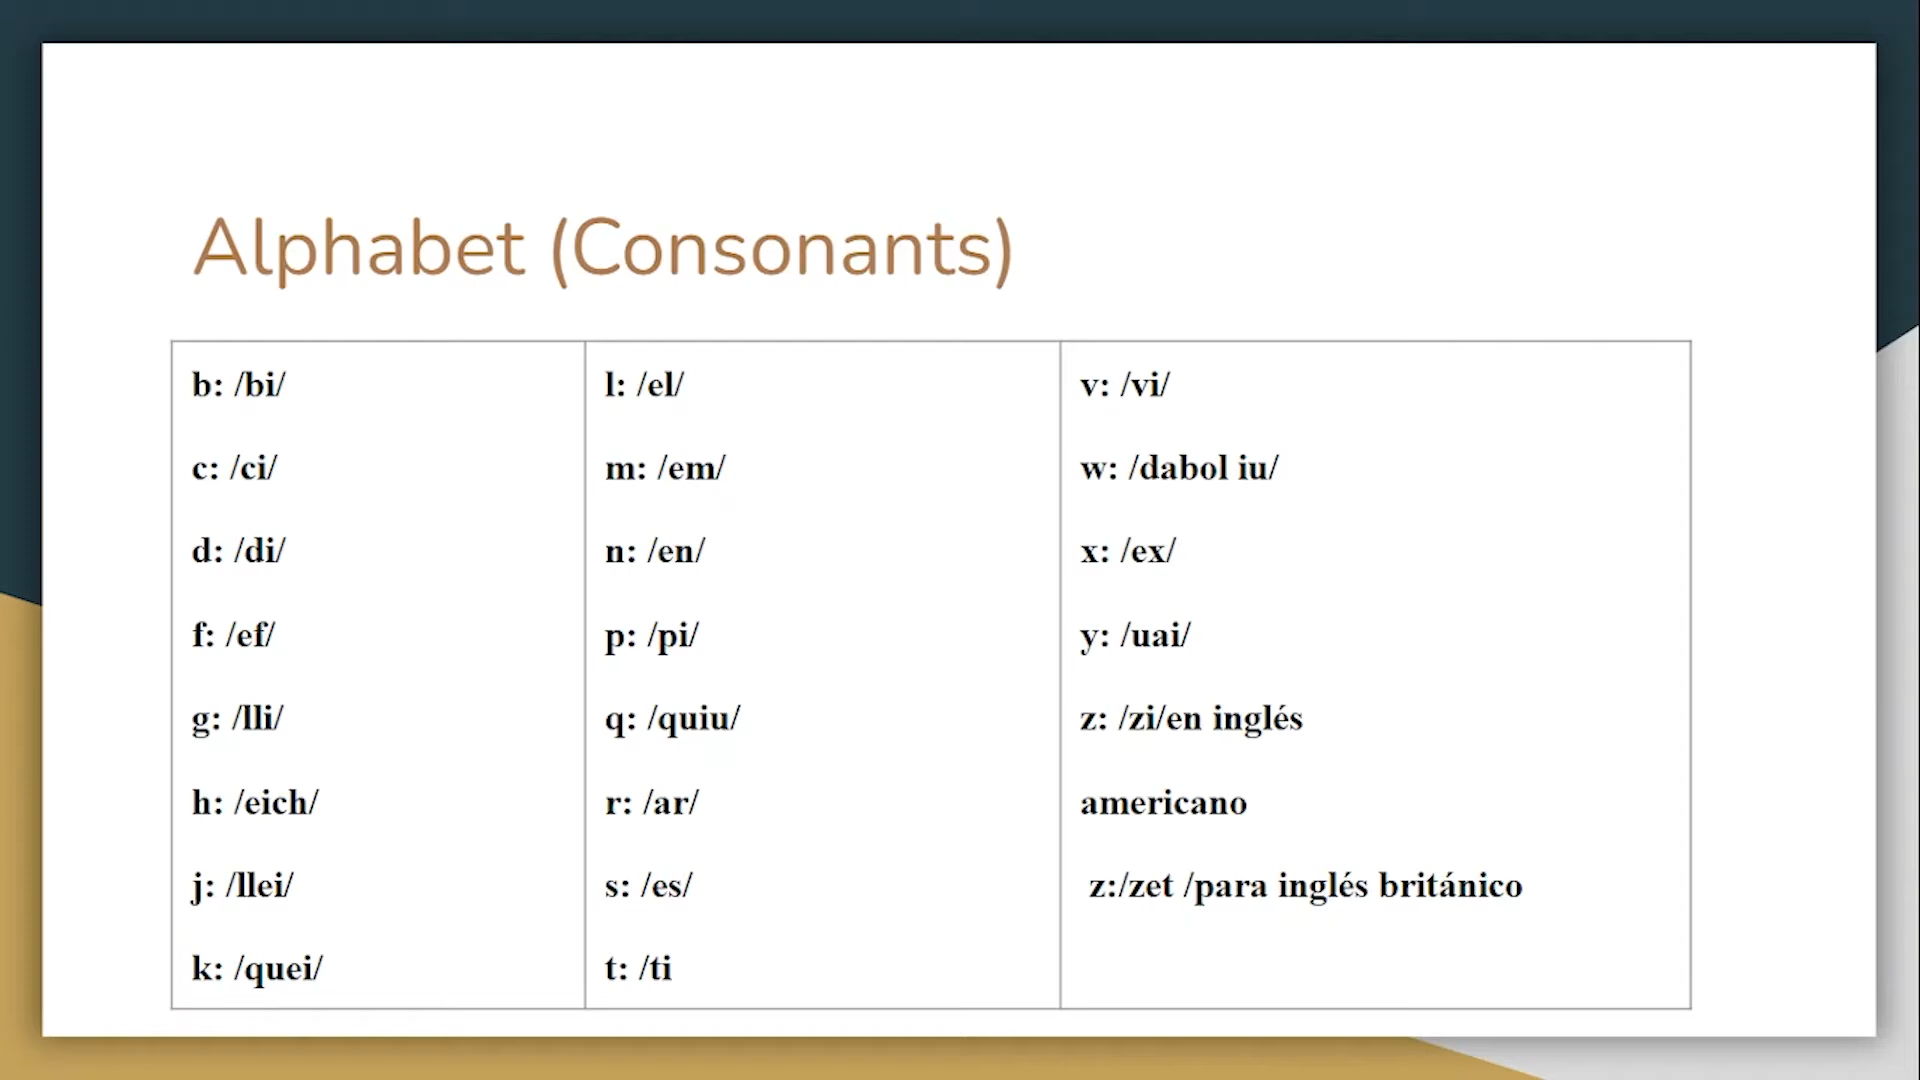 Alphabet (Consonants)
b: /bi/
c: /ci/
d: /di/
f: /ef/
g: /lli/
h: /eich/
j: /llei/
k: /quei/
l: /el/
m: /em/
n: /en/
p: /pi/
q: /quiu/
r: /ar/
s: /es/
t: /ti
v: /vi/
w: /dabol iu/
x: /ex/
y: /uai/
z: /zi/en inglés
americano
z:/zet /para inglés británico